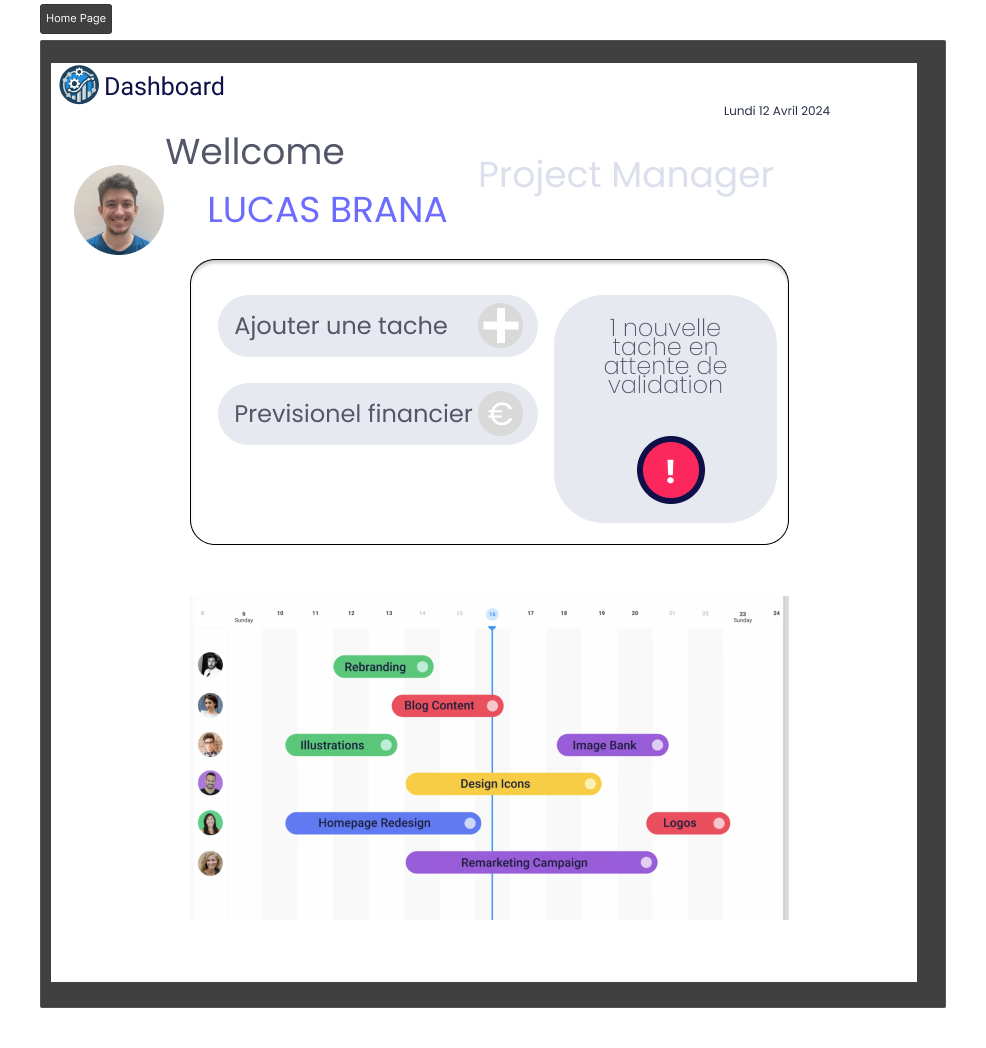 Home Page
Dashboard
Lundi 12 Avril 2024
Wellcome
Project Manager
LUCAS BRANA
Ajouter une tache
Previsionel financier €
1 nouvelle
tache en
attente de
validation
!
8 9 10 11 12 13 14 15 16 17 18 19 20 21 22 23 24
Sunday Sunday
Rebranding
Blog Content
Illustrations Image Bank
Design Icons
Homepage Redesign Logos
Remarketing Campaign